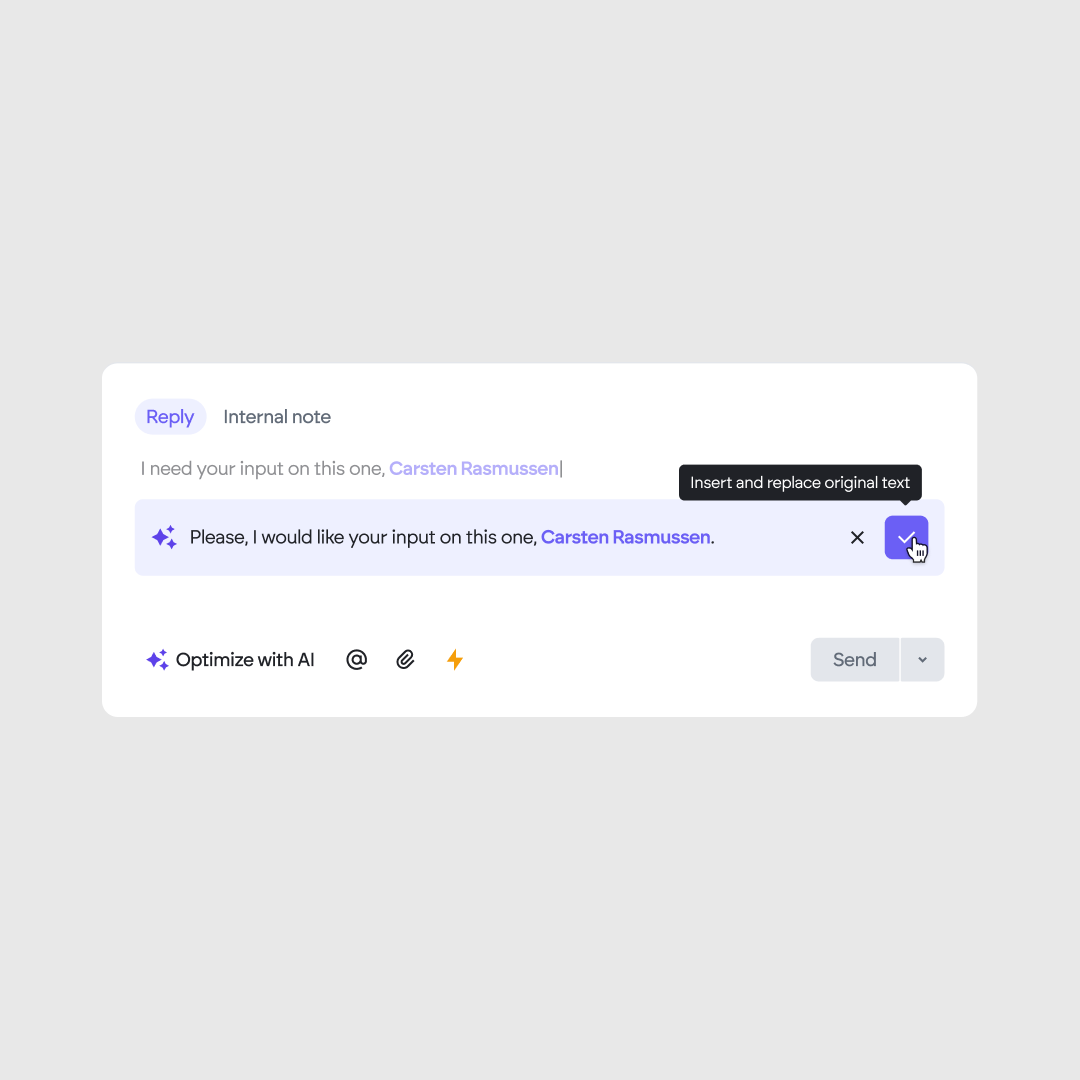 Reply Internal note
I need your input on this one, Carsten Rasmussen
Insert and replace original text
Please, I would like your input on this one, Carsten Rasmussen.
Optimize with AI @ Send